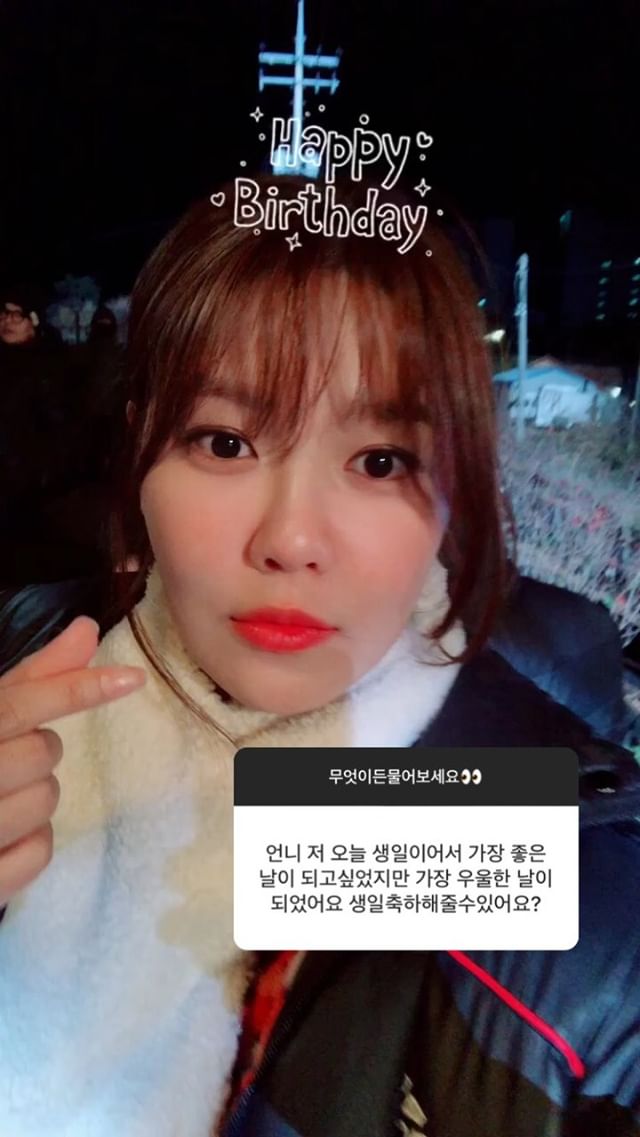 Happy
Birthday
무엇이든물어보세요👀
언니 저 오늘 생일이어서 가장 좋은
날이 되고싶었지만 가장 우울한 날이
되었어요 생일축하해줄수있어요?